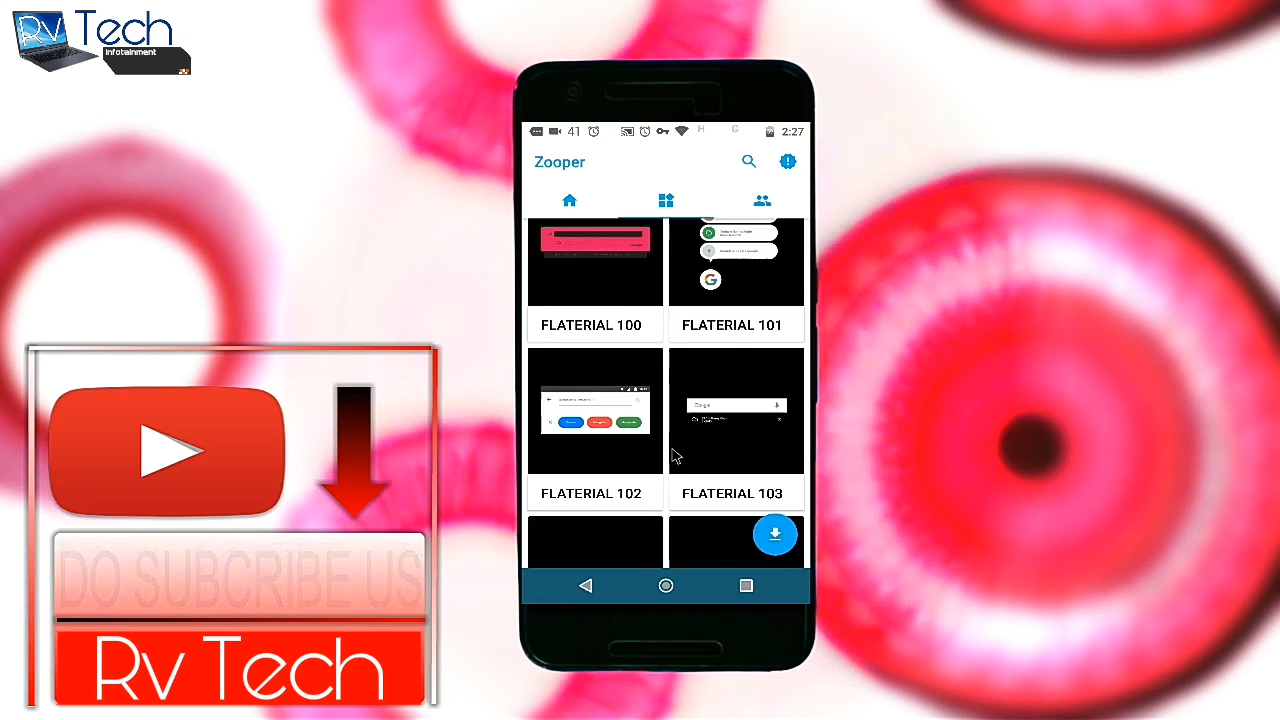 Rv Tech
Infotainment
41
H
G
2:27
Zooper
FLATERIAL 100
FLATERIAL 101
G
Google
FLATERIAL 102
FLATERIAL 103
DO SUBCRIBE US
Rv Tech